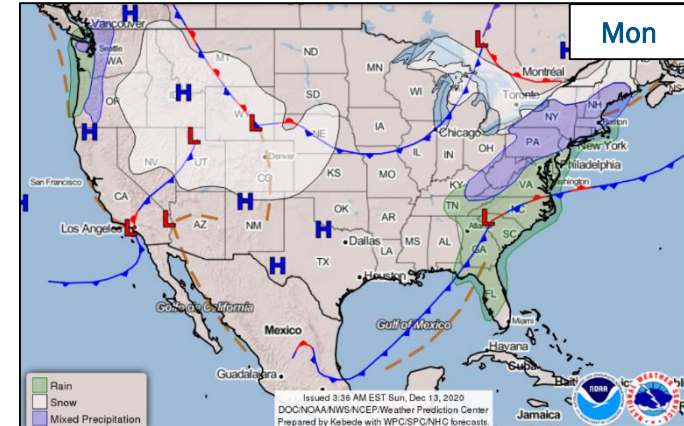 Mon
H
Vancouver
Seattle
WA
MT
ND
MN
L
H
Montréal
Toronto
OR
ID
H
WY
SD
WI
MI
NY
NH
Boston
H
L
L
NE
IA
Chicago
PA
New York
Philadelphia
NV
UT
Denver
CO
IL
IN
OH
Washington
San Francisco
CA
KS
MO
KY
VA
H
H
OK
TN
NC
Los Angeles
L
L
AZ
NM
H
AR
Atlanta
L
SC
Dallas
LA
MS
AL
GA
H
TX
Houston
FL
Golfo de California
Mexico
Gulf of Mexico
Miami
Havana
Cuba
Guadalajara
Jamaica
Rain
Snow
Mixed Precipitation
Issued 3:36 AM EST Sun, Dec 13, 2020
DOC/NOAA/NWS/NCEP/Weather Prediction Center
Prepared by Kebede with WPC/SPC/NHC forecasts.
NOAA